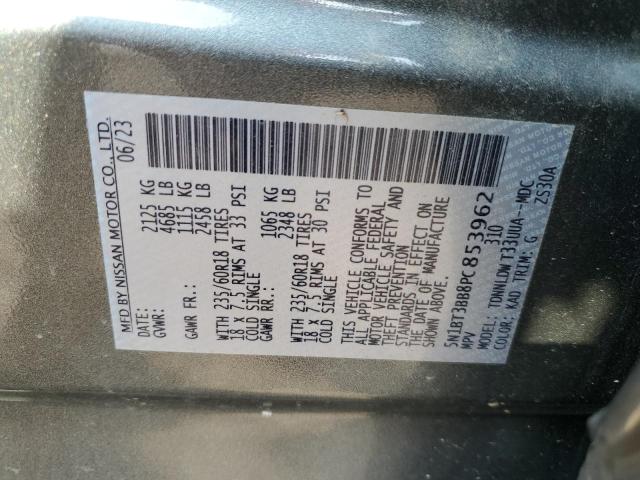 MFD BY NISSAN MOTOR CO., LTD.
DATE: 06/23
GVWR: 2125 KG
4685 LB
GAWR FR.: 1115 KG
2458 LB
WITH 235/60R18 TIRES
18 x 7.5 RIMS AT 33 PSI
COLD SINGLE
GAWR RR.: 1065 KG
2348 LB
WITH 235/60R18 TIRES
18 x 7.5 RIMS AT 30 PSI
COLD SINGLE
THIS VEHICLE CONFORMS TO
ALL APPLICABLE FEDERAL
MOTOR VEHICLE SAFETY AND
THEFT PREVENTION
STANDARDS IN EFFECT ON
THE DATE OF MANUFACTURE
SHOWN ABOVE.
5N1BT3BB8PC853962
MPV 310
MODEL: TDNNLDWT33UUA--MDC
COLOR: KAD TRIM: G ZS30A